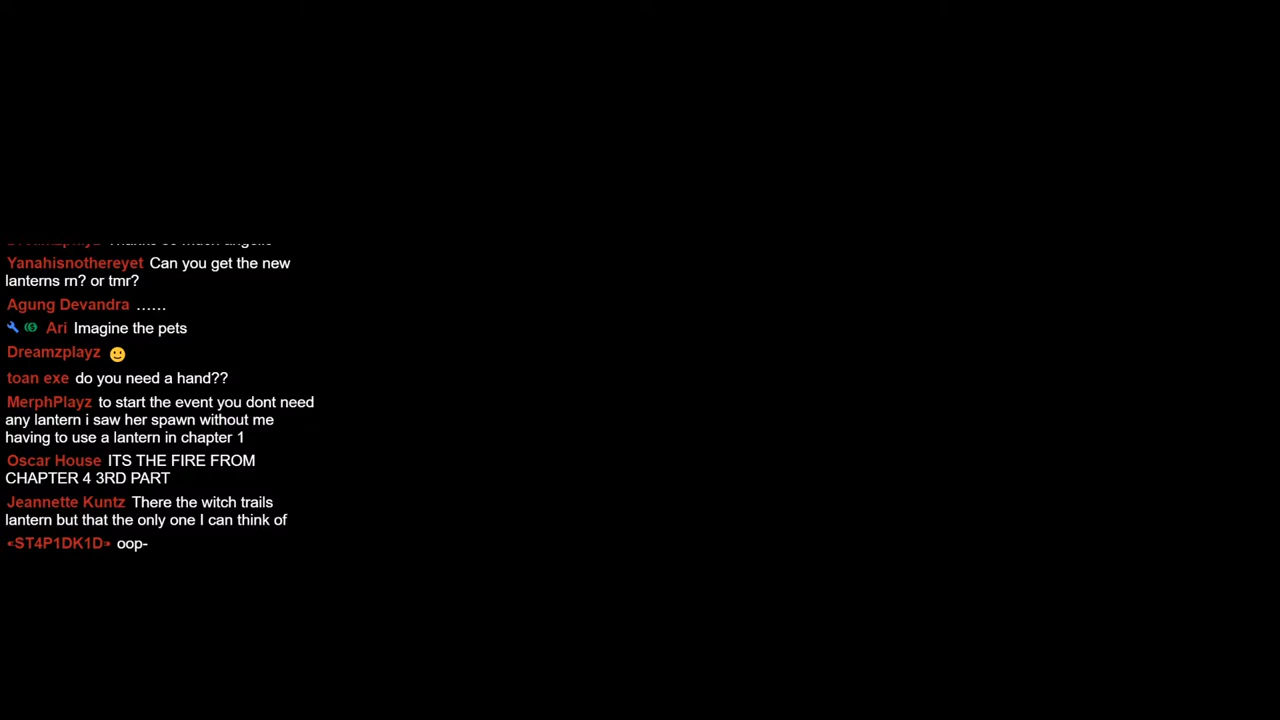 Yanahisnothereyet Can you get the new
lanterns rn? or tmr?
Agung Devandra ......
Ari Imagine the pets
Dreamzplayz 🙂
toan exe do you need a hand??
MerphPlayz to start the event you dont need
any lantern i saw her spawn without me
having to use a lantern in chapter 1
Oscar House ITS THE FIRE FROM
CHAPTER 4 3RD PART
Jeannette Kuntz There the witch trails
lantern but that the only one I can think of
«ST4P1DK1D» oop-